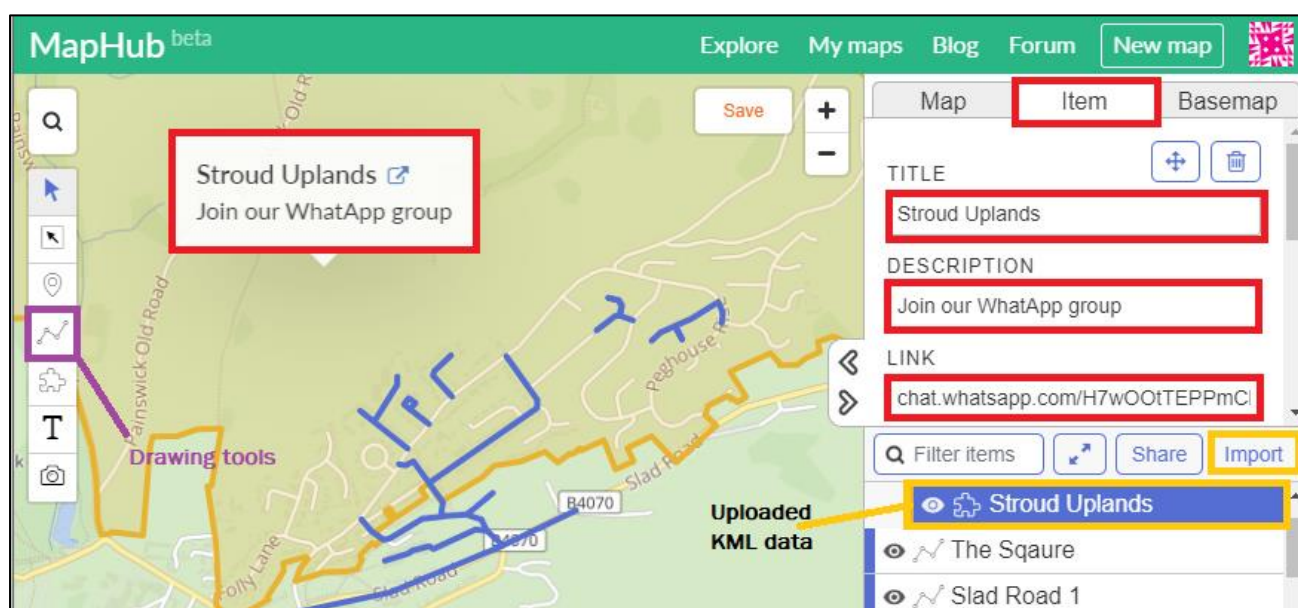 MapHub beta
Explore My maps Blog Forum New map
Save
+
−
Map Item Basemap
Stroud Uplands
Join our WhatApp group
TITLE
Stroud Uplands
DESCRIPTION
Join our WhatApp group
LINK
chat.whatsapp.com/H7wOOtTEPPmC
Filter items Share Import
Stroud Uplands
The Sqaure
Slad Road 1
Uploaded
KML data
T
Drawing tools
Old R
Painswick Old Road
Peghouse
Slad Road
B4070
Folly Lane
Slad Road